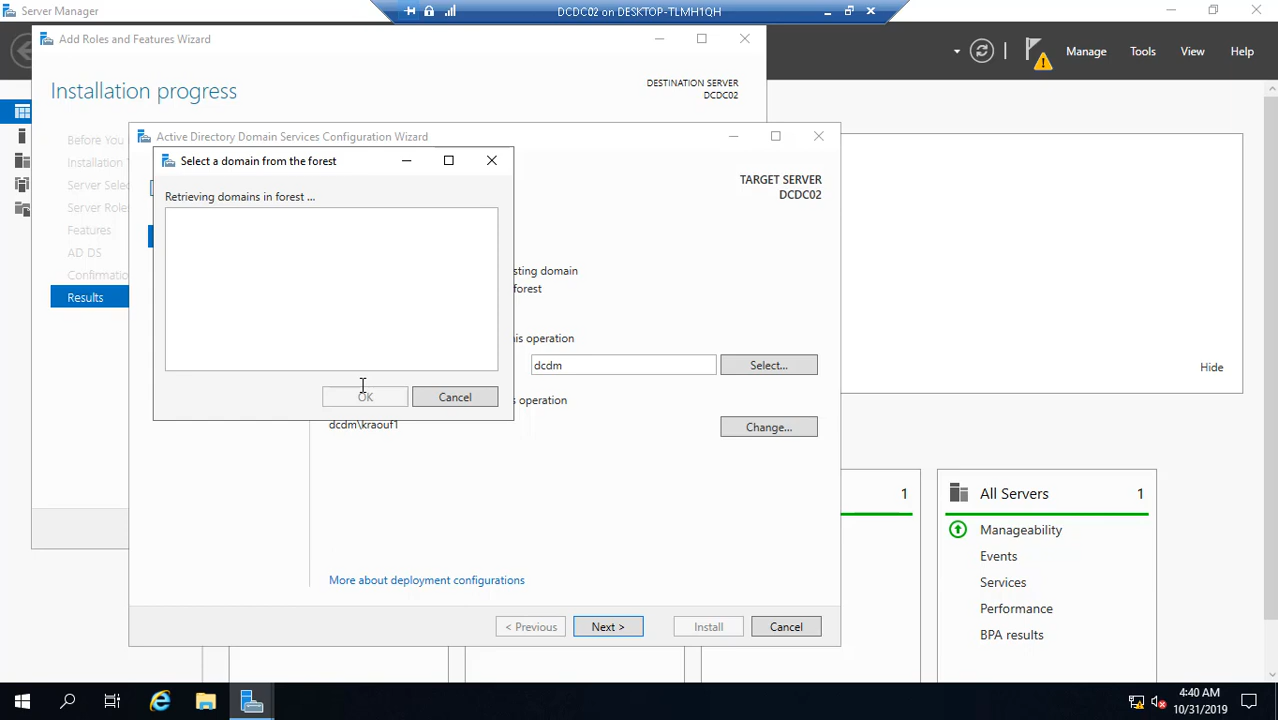 Server Manager
DCDC02 on DESKTOP-TLMH1QH
Add Roles and Features Wizard
Manage
Tools
View
Help
Installation progress
DESTINATION SERVER
DCDC02
Before You
Installation T
Server Selec
Server Role
Features
AD DS
Confirmatio
Results
Active Directory Domain Services Configuration Wizard
TARGET SERVER
DCDC02
Select a domain from the forest
Retrieving domains in forest ...
OK
Cancel
sting domain
forest
is operation
dcdm
Select...
s operation
dcdm\kraouf1
Change...
More about deployment configurations
< Previous
Next >
Install
Cancel
Hide
1
All Servers
1
Manageability
Events
Services
Performance
BPA results
4:40 AM
10/31/2019